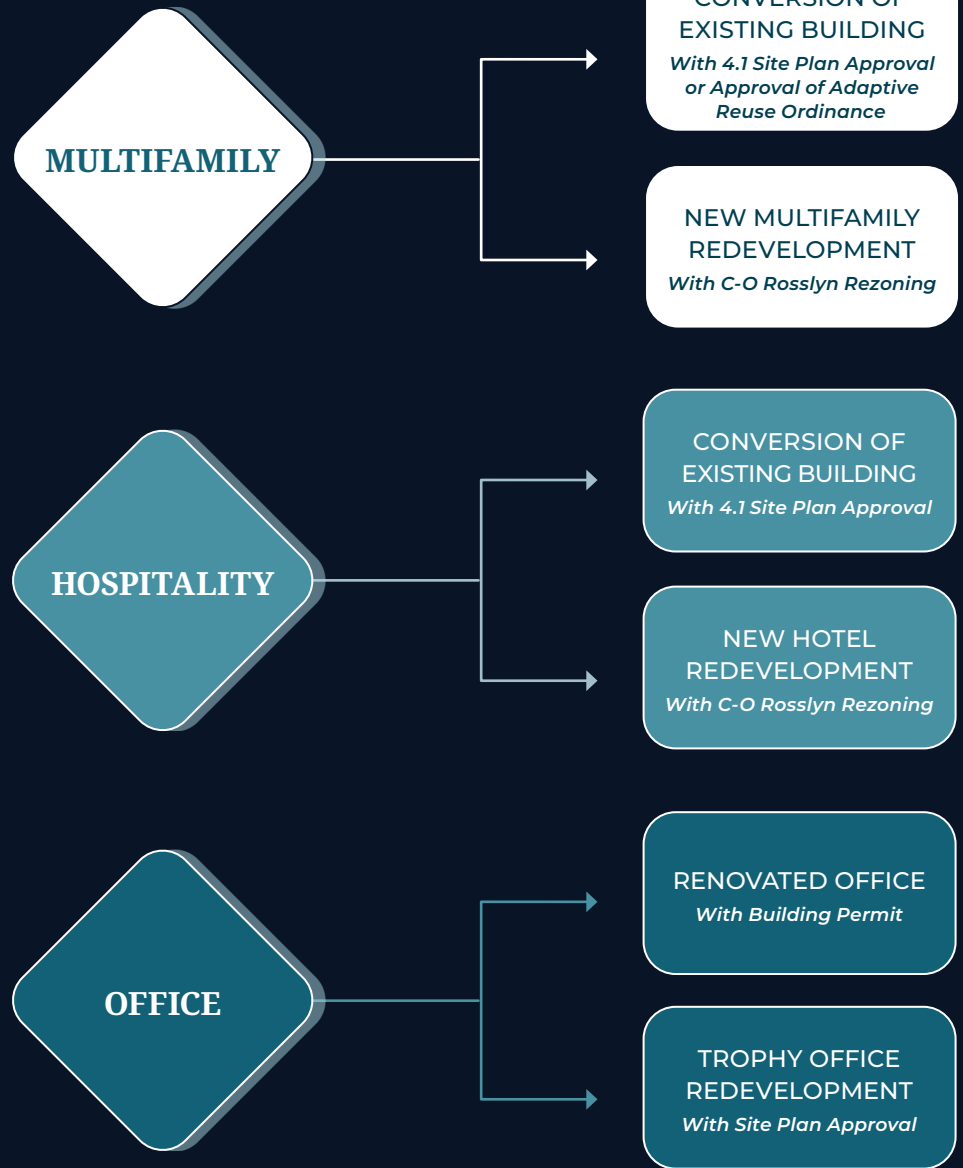 CONVERSION OF
EXISTING BUILDING
With 4.1 Site Plan Approval
or Approval of Adaptive
Reuse Ordinance
MULTIFAMILY
NEW MULTIFAMILY
REDEVELOPMENT
With C-O Rosslyn Rezoning
CONVERSION OF
EXISTING BUILDING
With 4.1 Site Plan Approval
HOSPITALITY
NEW HOTEL
REDEVELOPMENT
With C-O Rosslyn Rezoning
RENOVATED OFFICE
With Building Permit
OFFICE
TROPHY OFFICE
REDEVELOPMENT
With Site Plan Approval